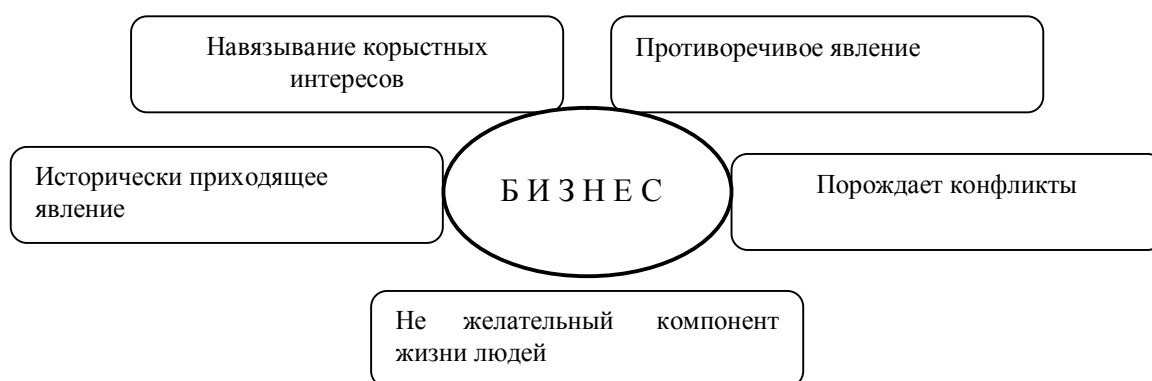 Навязывание корыстных
интересов
Противоречивое явление
Исторически приходящее
явление
Б И З Н Е С
Порождает конфликты
Не желательный компонент
жизни людей